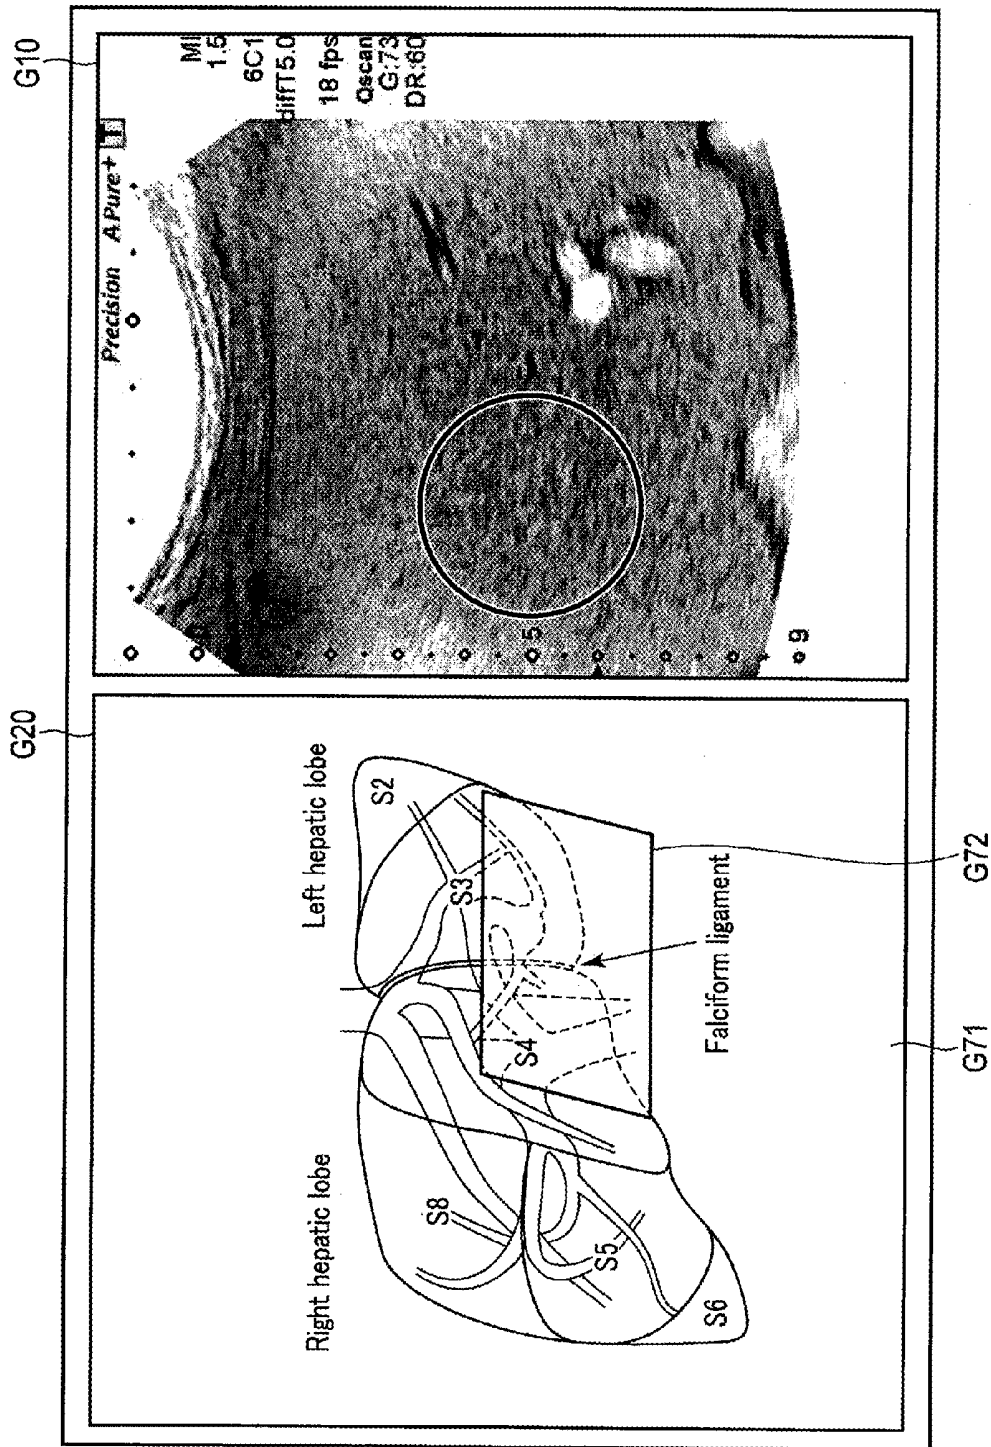 G20
G10
Right hepatic lobe
Left hepatic lobe
S8
S5
S6
S4
S3
S2
Falciform ligament
G71
G72
Precision APure+
T
MI
1.5
6C1
diffT5.0
18 fps
Qscan
G:73
DR:60
5
9